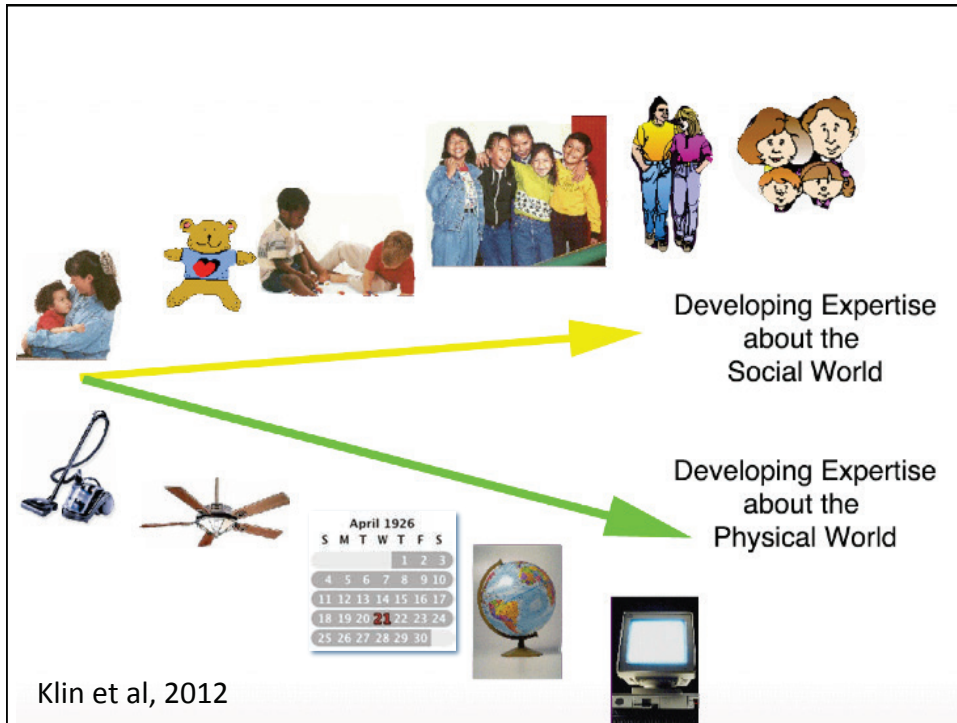 Developing Expertise
about the
Social World
Developing Expertise
about the
Physical World
April 1926
S M T W T F S
1 2 3
4 5 6 7 8 9 10
11 12 13 14 15 16 17
18 19 20 21 22 23 24
25 26 27 28 29 30
Klin et al, 2012